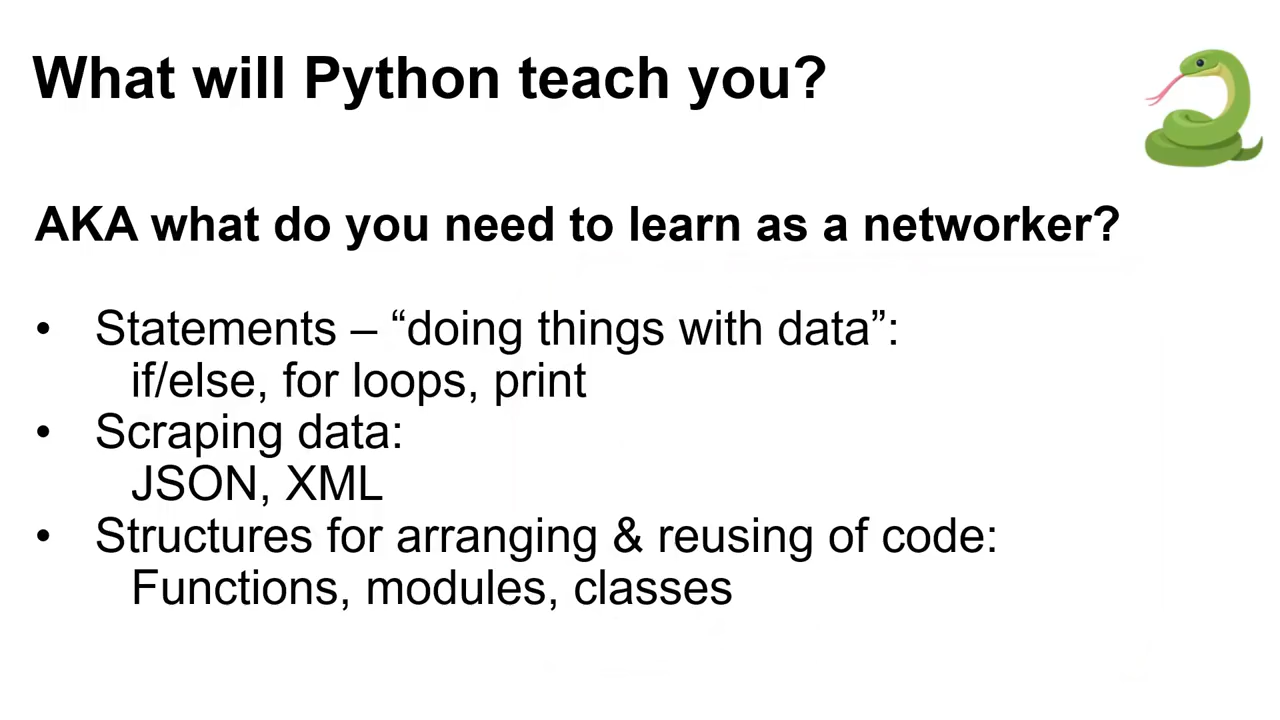 What will Python teach you?
AKA what do you need to learn as a networker?
• Statements – “doing things with data”:
if/else, for loops, print
• Scraping data:
JSON, XML
• Structures for arranging & reusing of code:
Functions, modules, classes